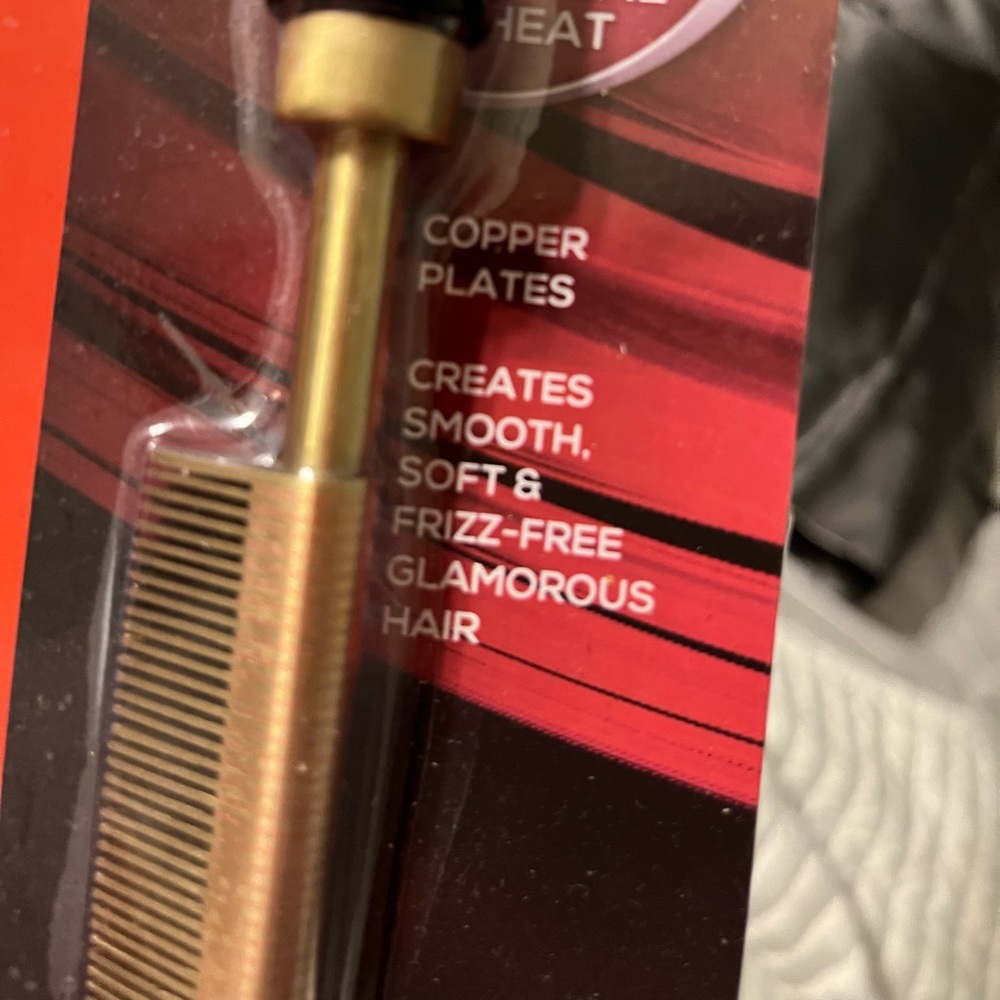 HEAT
COPPER
PLATES
CREATES
SMOOTH,
SOFT &
FRIZZ-FREE
GLAMOROUS
HAIR